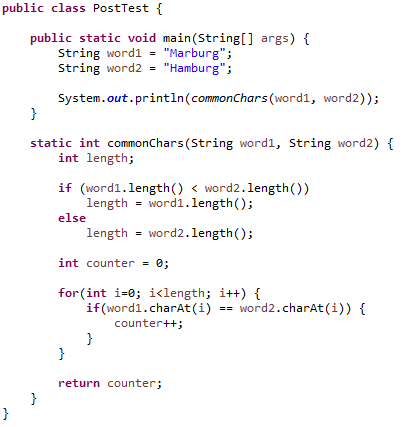 public class PostTest {
public static void main(String[] args) {
String word1 = "Marburg";
String word2 = "Hamburg";
System.out.println(commonChars(word1, word2));
}
static int commonChars(String word1, String word2) {
int length;
if (word1.length() < word2.length())
length = word1.length();
else
length = word2.length();
int counter = 0;
for(int i=0; i<length; i++) {
if(word1.charAt(i) == word2.charAt(i)) {
counter++;
}
}
return counter;
}
}